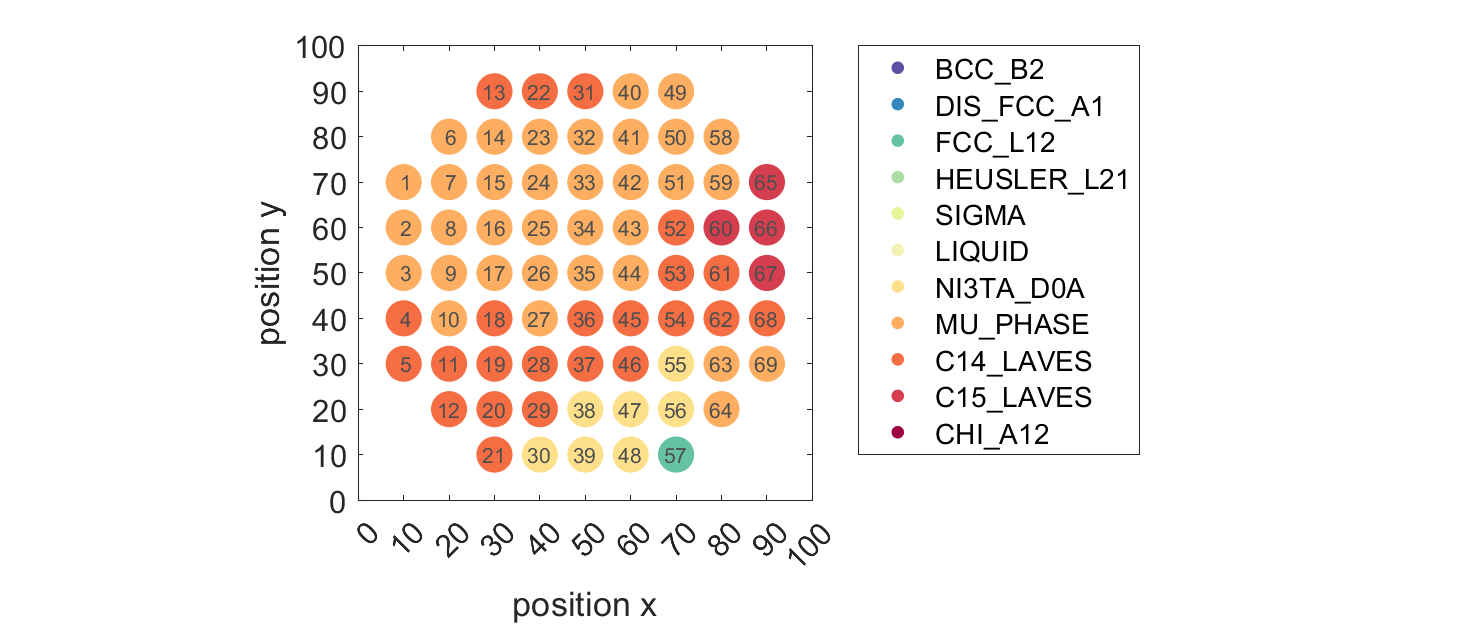 100
90
80
70
60
50
40
30
20
10
0
position y
13 22 31 40 49
6 14 23 32 41 50 58
1 7 15 24 33 42 51 59 65
2 8 16 25 34 43 52 60 66
3 9 17 26 35 44 53 61 67
4 10 18 27 36 45 54 62 68
5 11 19 28 37 46 55 63 69
12 20 29 38 47 56 64
21 30 39 48 57
0 10 20 30 40 50 60 70 80 90 100
position x
BCC_B2
DIS_FCC_A1
FCC_L12
HEUSLER_L21
SIGMA
LIQUID
NI3TA_D0A
MU_PHASE
C14_LAVES
C15_LAVES
CHI_A12